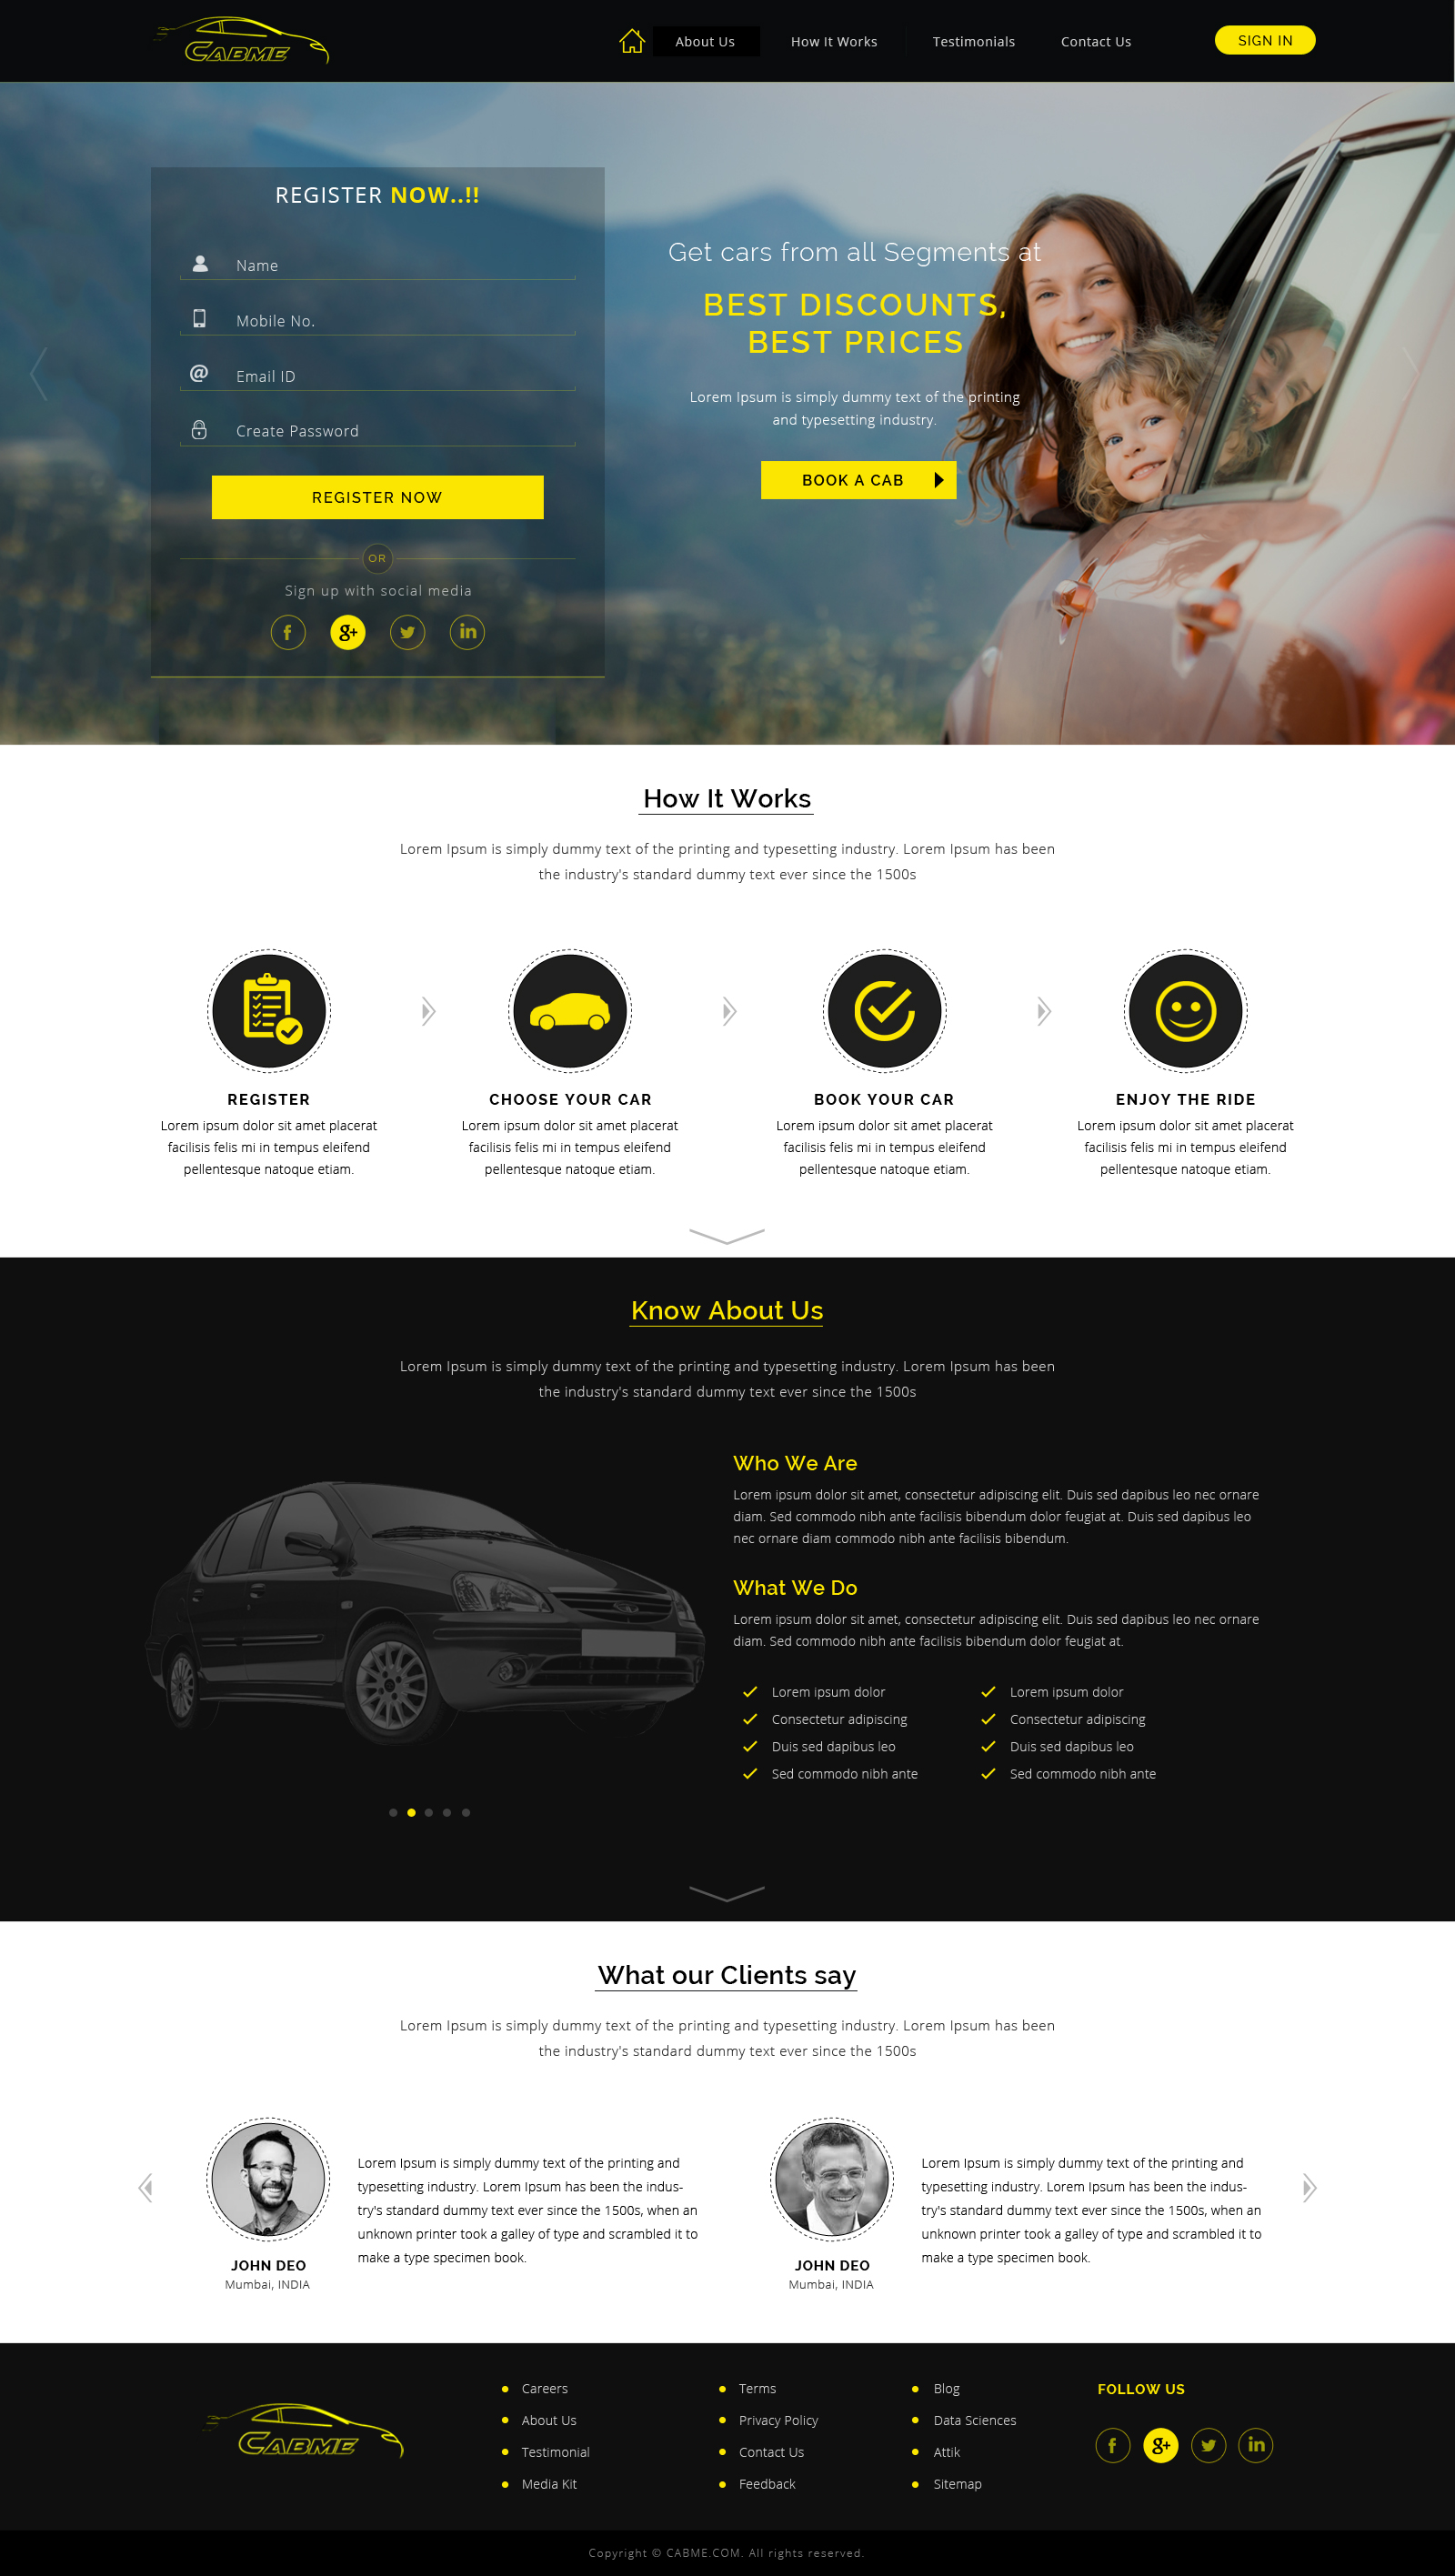 CABME
About Us
How It Works
Testimonials
Contact Us
SIGN IN
REGISTER NOW..!!
Name
Mobile No.
@ Email ID
Create Password
REGISTER NOW
OR
Sign up with social media
f g+ in
Get cars from all Segments at
BEST DISCOUNTS,
BEST PRICES
Lorem Ipsum is simply dummy text of the printing
and typesetting industry.
BOOK A CAB
How It Works
Lorem Ipsum is simply dummy text of the printing and typesetting industry. Lorem Ipsum has been
the industry's standard dummy text ever since the 1500s
REGISTER
Lorem ipsum dolor sit amet placerat
facilisis felis mi in tempus eleifend
pellentesque natoque etiam.
CHOOSE YOUR CAR
Lorem ipsum dolor sit amet placerat
facilisis felis mi in tempus eleifend
pellentesque natoque etiam.
BOOK YOUR CAR
Lorem ipsum dolor sit amet placerat
facilisis felis mi in tempus eleifend
pellentesque natoque etiam.
ENJOY THE RIDE
Lorem ipsum dolor sit amet placerat
facilisis felis mi in tempus eleifend
pellentesque natoque etiam.
Know About Us
Lorem Ipsum is simply dummy text of the printing and typesetting industry. Lorem Ipsum has been
the industry's standard dummy text ever since the 1500s
Who We Are
Lorem ipsum dolor sit amet, consectetur adipiscing elit. Duis sed dapibus leo nec ornare
diam. Sed commodo nibh ante facilisis bibendum dolor feugiat at. Duis sed dapibus leo
nec ornare diam commodo nibh ante facilisis bibendum.
What We Do
Lorem ipsum dolor sit amet, consectetur adipiscing elit. Duis sed dapibus leo nec ornare
diam. Sed commodo nibh ante facilisis bibendum dolor feugiat at.
Lorem ipsum dolor
Consectetur adipiscing
Duis sed dapibus leo
Sed commodo nibh ante
Lorem ipsum dolor
Consectetur adipiscing
Duis sed dapibus leo
Sed commodo nibh ante
What our Clients say
Lorem Ipsum is simply dummy text of the printing and typesetting industry. Lorem Ipsum has been
the industry's standard dummy text ever since the 1500s
Lorem Ipsum is simply dummy text of the printing and
typesetting industry. Lorem Ipsum has been the indus-
try's standard dummy text ever since the 1500s, when an
unknown printer took a galley of type and scrambled it to
make a type specimen book.
JOHN DEO
Mumbai, INDIA
Lorem Ipsum is simply dummy text of the printing and
typesetting industry. Lorem Ipsum has been the indus-
try's standard dummy text ever since the 1500s, when an
unknown printer took a galley of type and scrambled it to
make a type specimen book.
JOHN DEO
Mumbai, INDIA
CABME
Careers
About Us
Testimonial
Media Kit
Terms
Privacy Policy
Contact Us
Feedback
Blog
Data Sciences
Attik
Sitemap
FOLLOW US
f g+ in
Copyright © CABME.COM. All rights reserved.